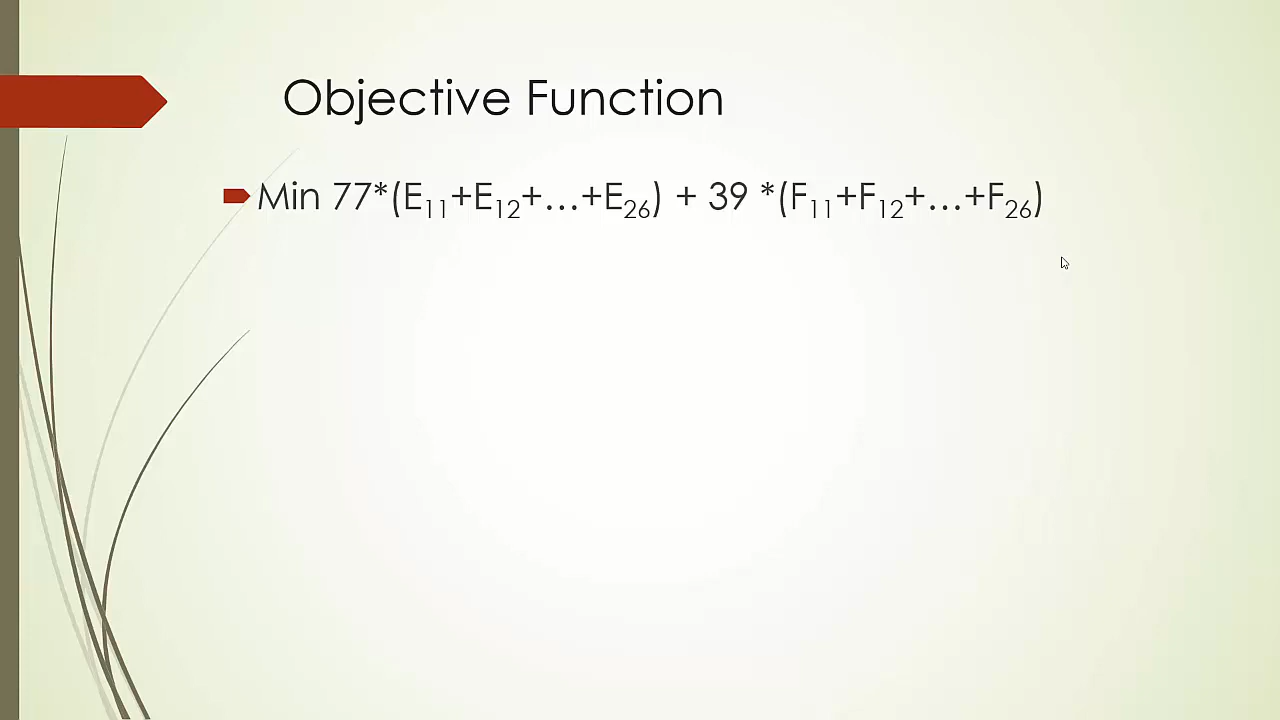 Objective Function
Min 77*(E₁₁+E₁₂+…+E₂₆) + 39 *(F₁₁+F₁₂+…+F₂₆)